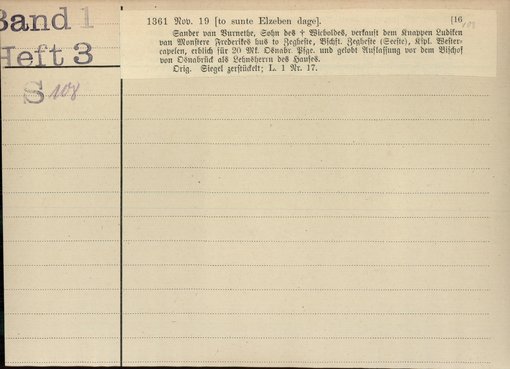 Band 1
Heft 3
S 108
1361 Nov. 19 [to sunte Elzeben dage]. [16
108
Sander van Burnethe, Sohn des † Wicboldes, verkauft dem Knappen Ludiken
van Monstere Frederikes hus to Zegheste, Bschft. Zegheste (Seeste), Kspl. Wester-
capelen, erblich für 20 Mk. Osnabr. Pfge. und gelobt Auflassung vor dem Bischof
von Osnabrück als Lehnsherrn des Hauses.
Orig. Siegel zerstückelt; L. 1 Nr. 17.